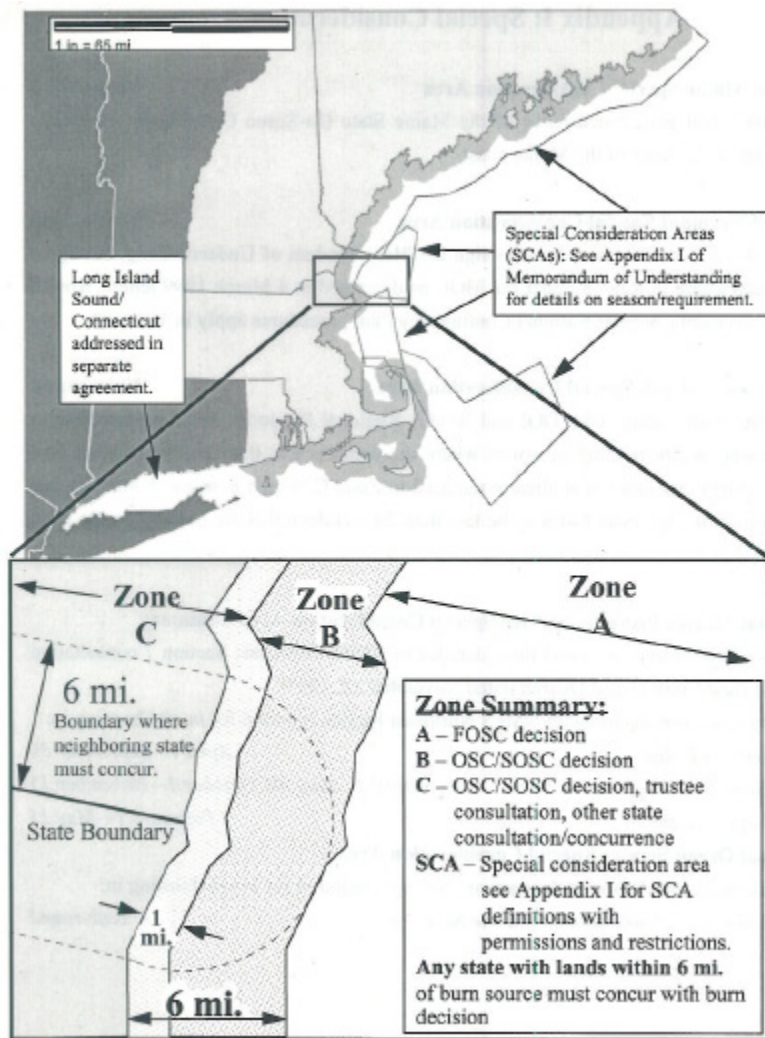 1 in = 65 mi
Special Consideration Areas
(SCAs): See Appendix I of
Memorandum of Understanding
for details on season/requirement.
Long Island
Sound/
Connecticut
addressed in
separate
agreement.
Zone
C
Zone
B
Zone
A
6 mi.
Boundary where
neighboring state
must concur.
State Boundary
1
mi.
6 mi.
Zone Summary:
A – FOSC decision
B – OSC/SOSC decision
C – OSC/SOSC decision, trustee
consultation, other state
consultation/concurrence
SCA – Special consideration area
see Appendix I for SCA
definitions with
permissions and restrictions.
Any state with lands within 6 mi.
of burn source must concur with burn
decision